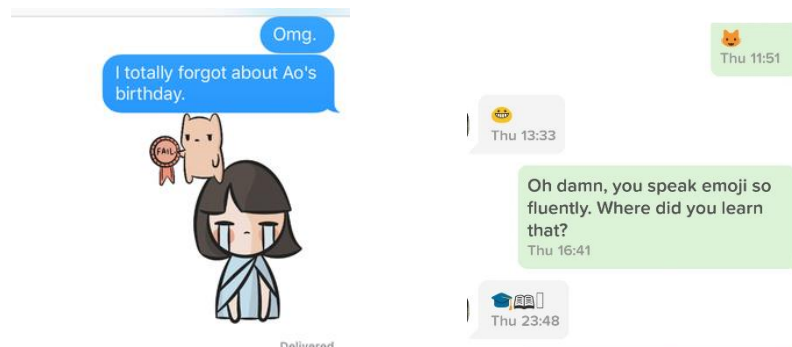 Omg.
I totally forgot about Ao's
birthday.
FAIL
Delivered
🐱
Thu 11:51
😀
Thu 13:33
Oh damn, you speak emoji so
fluently. Where did you learn
that?
Thu 16:41
🎓📖
Thu 23:48